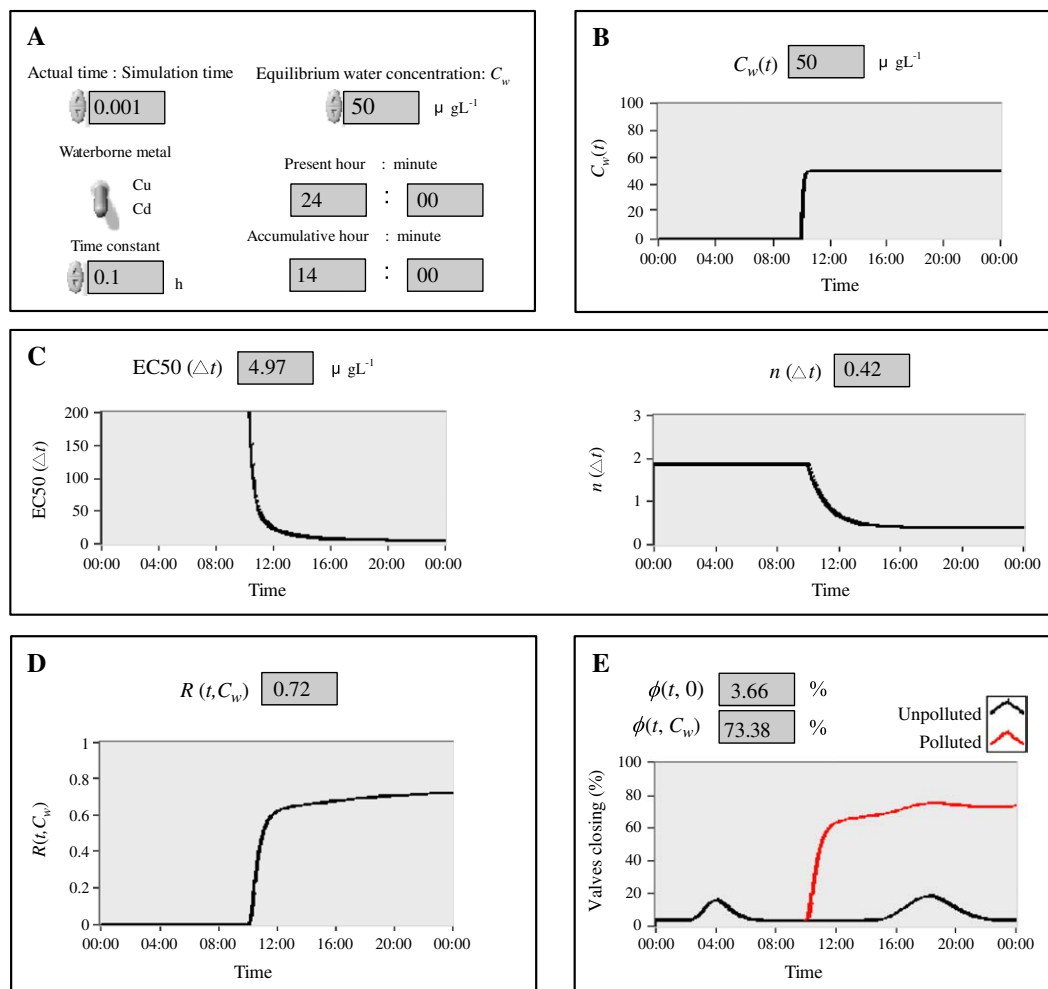 A
Actual time : Simulation time
0.001
Equilibrium water concentration: Cw
50 μ gL-1
Waterborne metal
Cu
Cd
Present hour : minute
24 : 00
Time constant
0.1 h
Accumulative hour : minute
14 : 00
B
Cw(t) 50 μ gL-1
Cw(t)
100
80
60
40
20
0
00:00 04:00 08:00 12:00 16:00 20:00 00:00
Time
C
EC50 (△t) 4.97 μ gL-1
EC50 (△t)
200
150
100
50
0
00:00 04:00 08:00 12:00 16:00 20:00 00:00
Time
n (△t) 0.42
n (△t)
3
2
1
0
00:00 04:00 08:00 12:00 16:00 20:00 00:00
Time
D
R (t,Cw) 0.72
R(t,Cw)
1
0.8
0.6
0.4
0.2
0
00:00 04:00 08:00 12:00 16:00 20:00 00:00
Time
E
ϕ(t, 0) 3.66 %
ϕ(t, Cw) 73.38 %
Unpolluted
Polluted
Valves closing (%)
100
80
60
40
20
0
00:00 04:00 08:00 12:00 16:00 20:00 00:00
Time